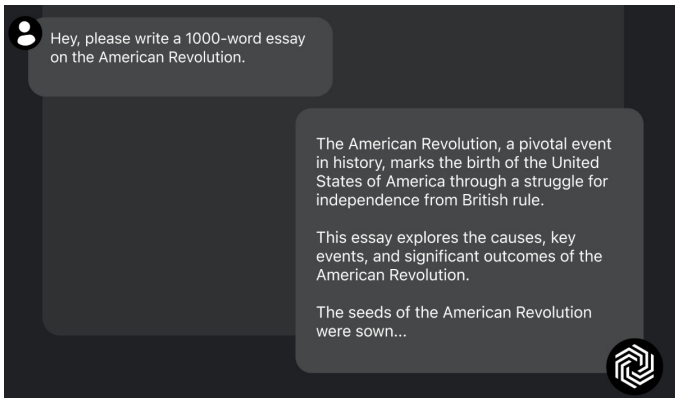 Hey, please write a 1000-word essay
on the American Revolution.
The American Revolution, a pivotal event
in history, marks the birth of the United
States of America through a struggle for
independence from British rule.
This essay explores the causes, key
events, and significant outcomes of the
American Revolution.
The seeds of the American Revolution
were sown...